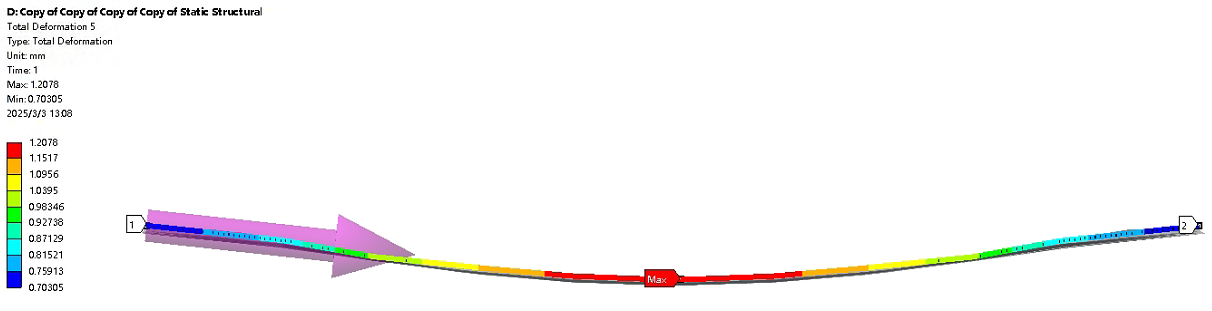 D: Copy of Copy of Copy of Copy of Static Structural
Total Deformation 5
Type: Total Deformation
Unit: mm
Time: 1
Max: 1.2078
Min: 0.70305
2025/3/3 13:08
1.2078
1.1517
1.0956
1.0395
0.98346
0.92738
0.87129
0.81521
0.75913
0.70305
1
2
Max